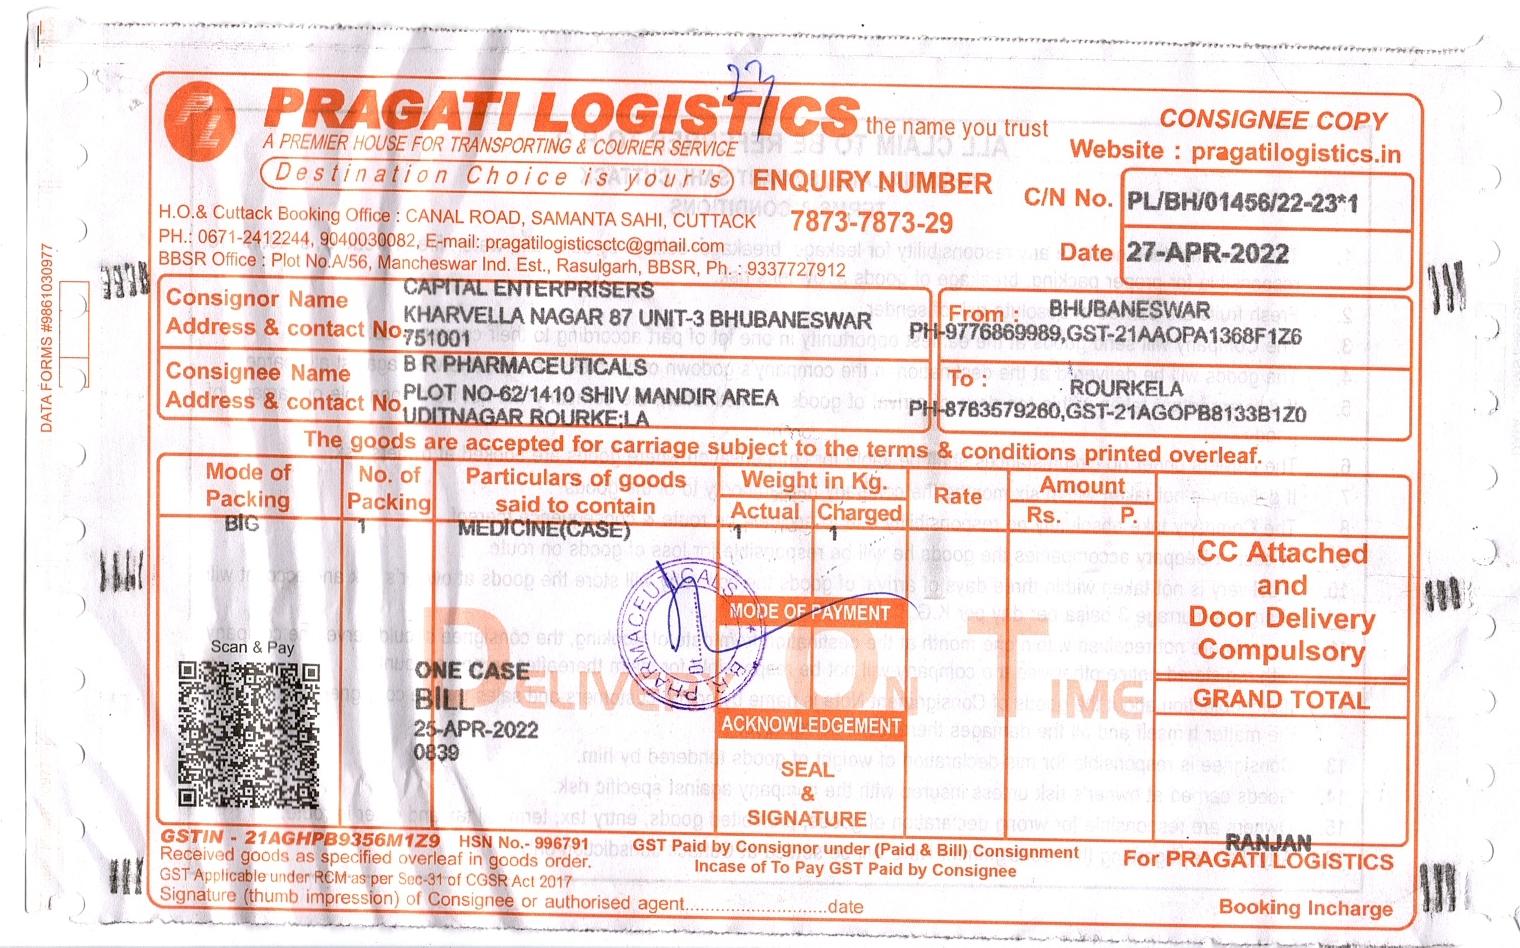 27
PRAGATI LOGISTICS the name you trust
A PREMIER HOUSE FOR TRANSPORTING & COURIER SERVICE
Destination Choice is your's
ENQUIRY NUMBER
7873-7873-29
CONSIGNEE COPY
Website : pragatilogistics.in
C/N No. PL/BH/01456/22-23*1
Date 27-APR-2022
H.O.& Cuttack Booking Office : CANAL ROAD, SAMANTA SAHI, CUTTACK
PH.: 0671-2412244, 9040030082, E-mail: pragatilogisticsctc@gmail.com
BBSR Office : Plot No.A/56, Mancheswar Ind. Est., Rasulgarh, BBSR, Ph. : 9337727912
DATA FORMS #9861030977
Consignor Name
Address & contact No.
CAPITAL ENTERPRISERS
KHARVELLA NAGAR 87 UNIT-3 BHUBANESWAR
751001
From : BHUBANESWAR
PH-9776869989,GST-21AAOPA1368F1Z6
Consignee Name
Address & contact No.
B R PHARMACEUTICALS
PLOT NO-62/1410 SHIV MANDIR AREA
UDITNAGAR ROURKE;LA
To : ROURKELA
PH-8763579260,GST-21AGOPB8133B1Z0
The goods are accepted for carriage subject to the terms & conditions printed overleaf.
Mode of Packing
No. of Packing
Particulars of goods said to contain
Weight in Kg.
Actual Charged
Rate
Amount
Rs. P.
BIG 1 MEDICINE(CASE) 1 1
CC Attached
and
Door Delivery
Compulsory
GRAND TOTAL
MODE OF PAYMENT
PHARMACEUTICALS
DELIVERY ON TIME
Scan & Pay
ONE CASE
BILL
25-APR-2022
0839
ACKNOWLEDGEMENT
SEAL
&
SIGNATURE
GSTIN - 21AGHPB9356M1Z9 HSN No.- 996791
Received goods as specified overleaf in goods order.
GST Applicable under RCM as per Sec-31 of CGSR Act 2017
Signature (thumb impression) of Consignee or authorised agent..............................date
GST Paid by Consignor under (Paid & Bill) Consignment
Incase of To Pay GST Paid by Consignee
RANJAN
For PRAGATI LOGISTICS
Booking Incharge